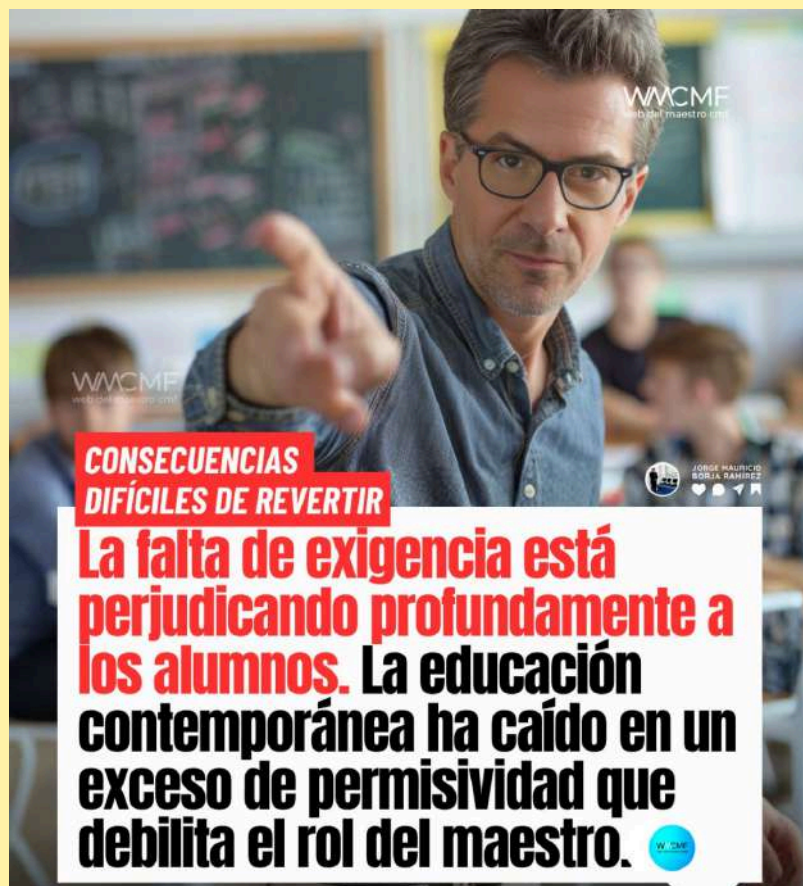 WMCMF
web del maestro cmf
WMCMF
web del maestro cmf
CONSECUENCIAS
DIFÍCILES DE REVERTIR
JORGE MAURICIO
BORJA RAMÍREZ
La falta de exigencia está
perjudicando profundamente a
los alumnos. La educación
contemporánea ha caído en un
exceso de permisividad que
debilita el rol del maestro.